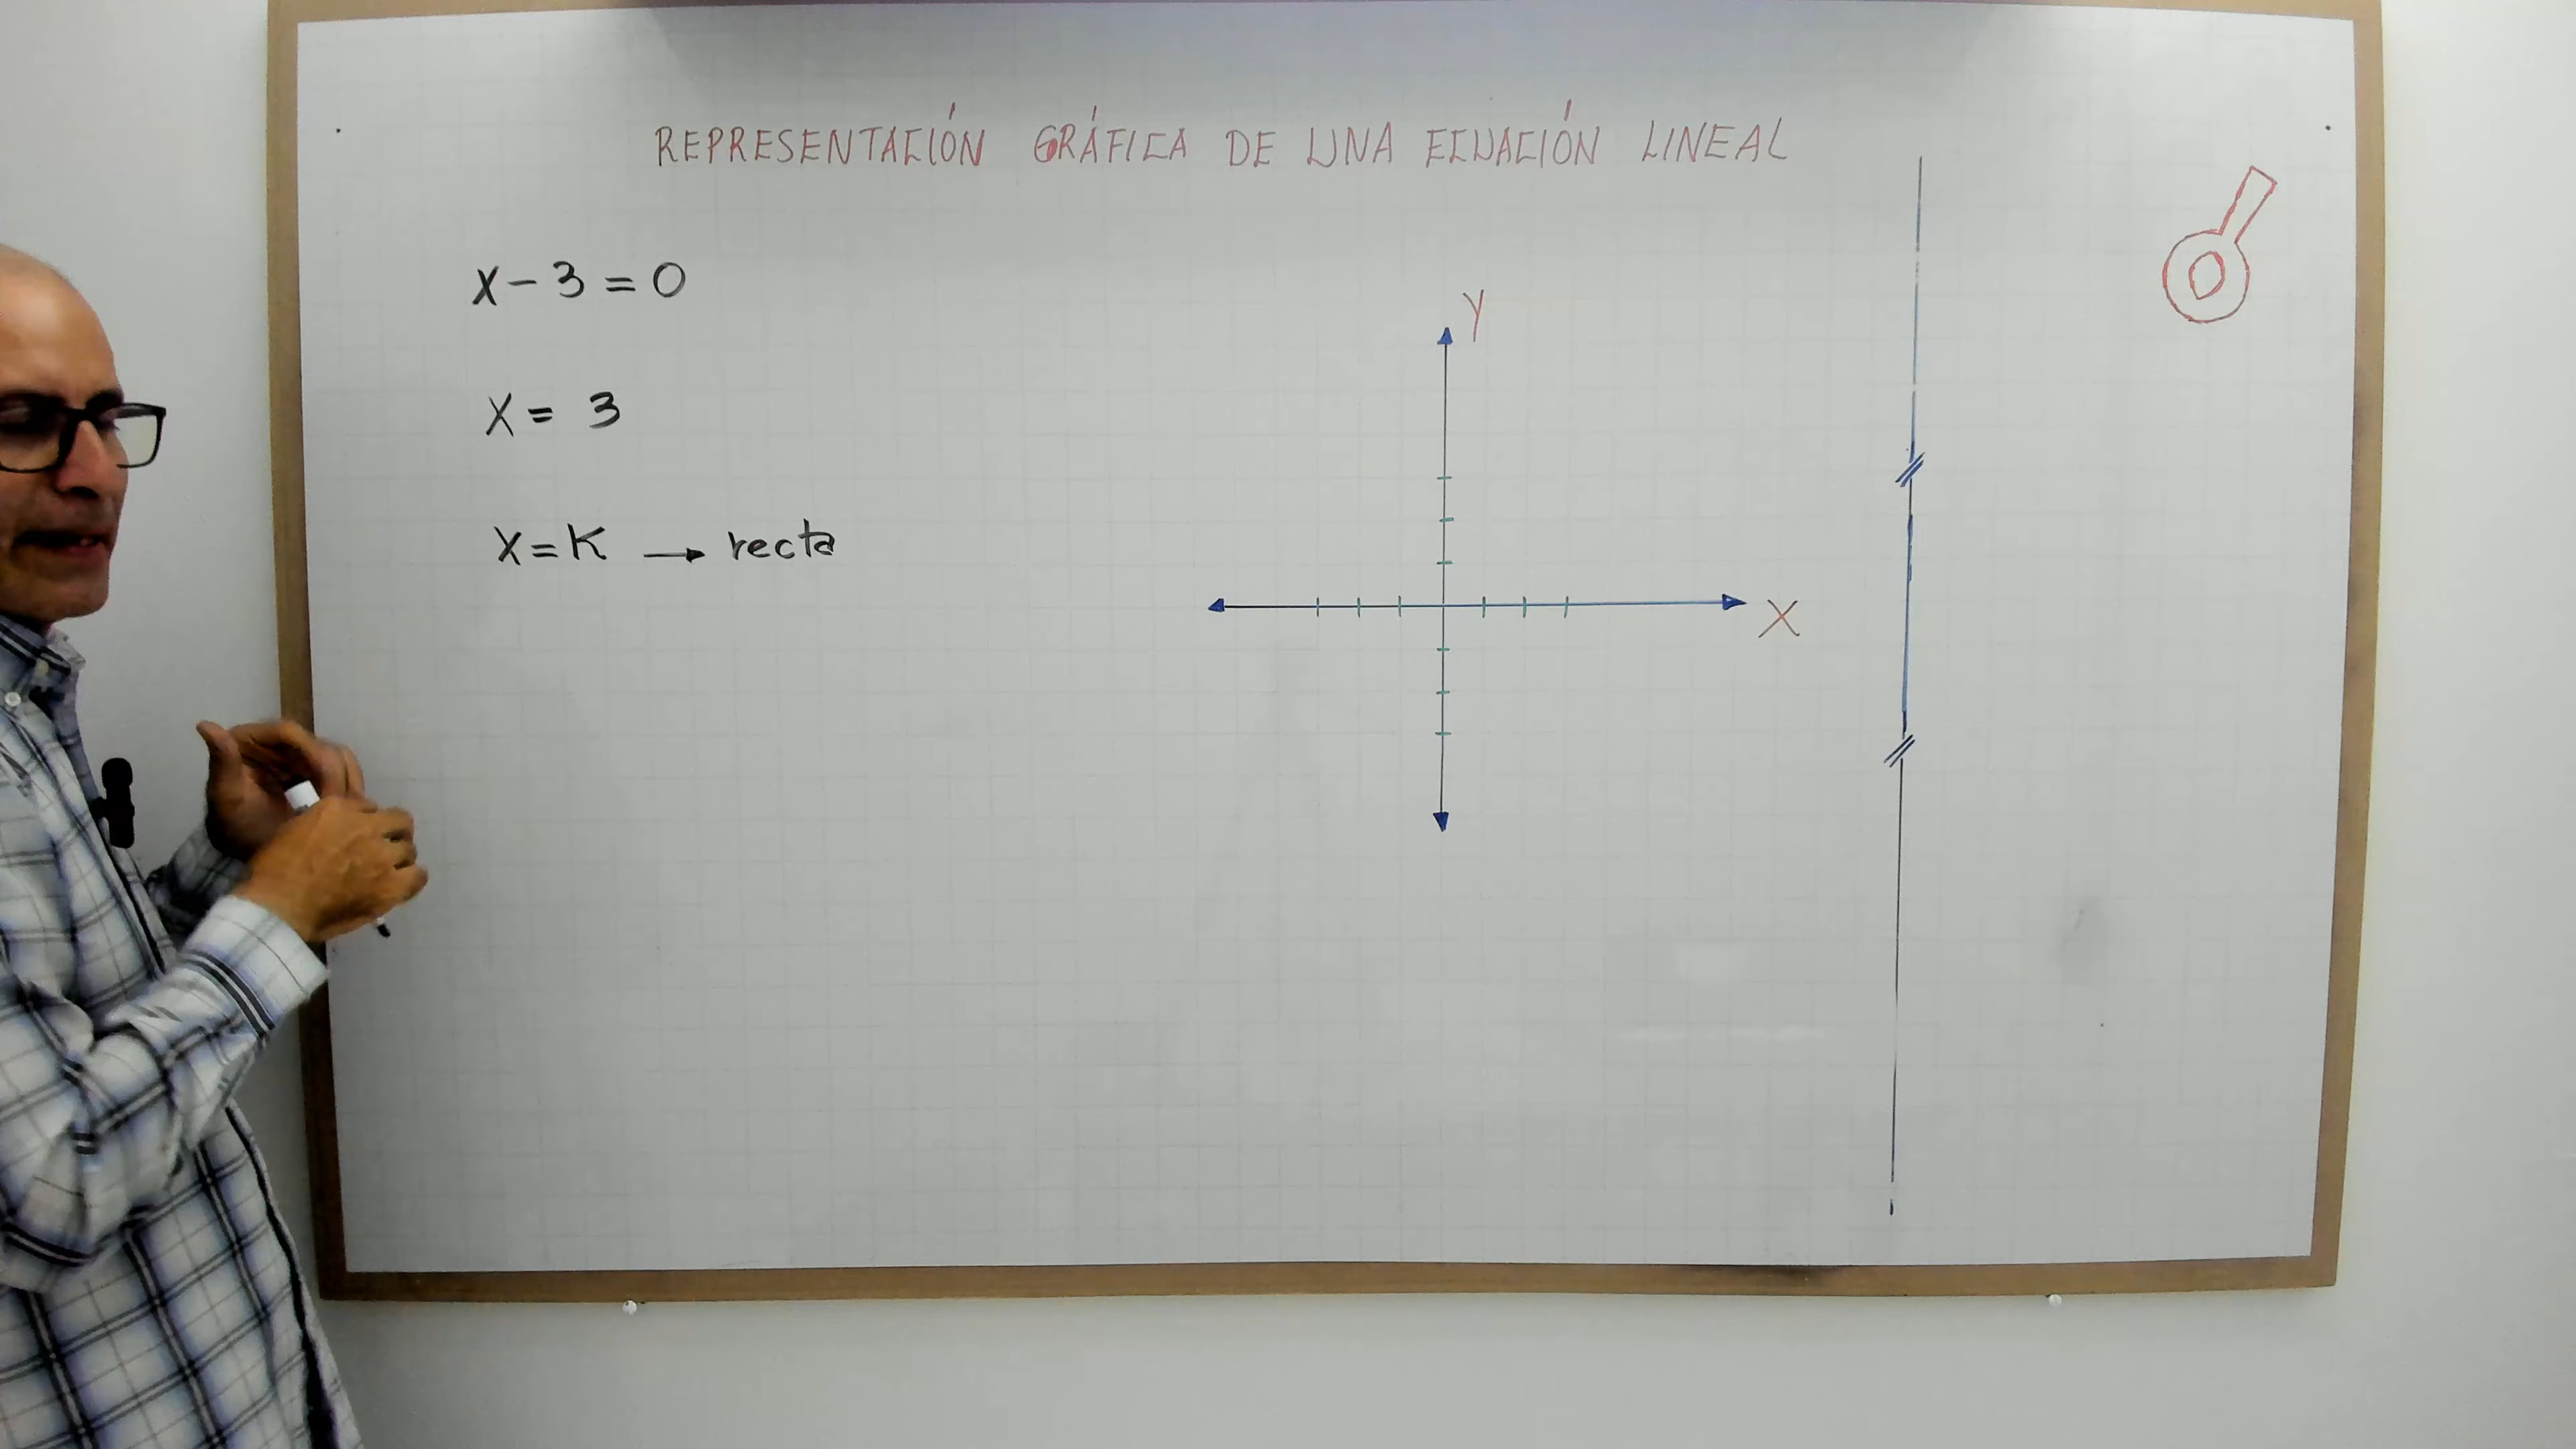 REPRESENTACIÓN GRÁFICA DE UNA ECUACIÓN LINEAL
X - 3 = 0
X = 3
X = K → recta
Y
X